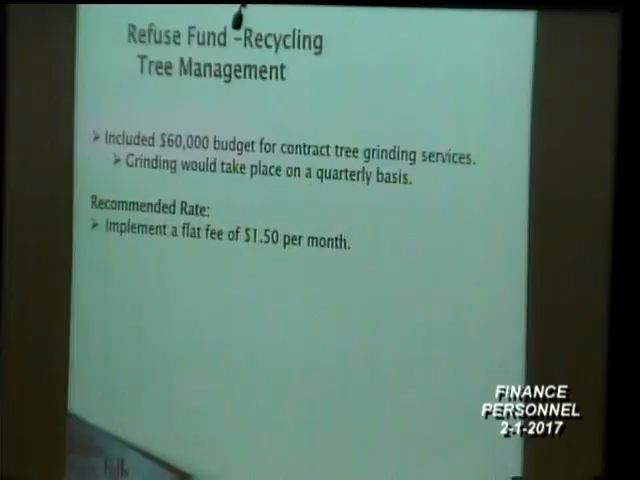 Refuse Fund –Recycling
Tree Management
➢ Included $60,000 budget for contract tree grinding services.
➢ Grinding would take place on a quarterly basis.
Recommended Rate:
➢ Implement a flat fee of $1.50 per month.
FINANCE
PERSONNEL
2-1-2017
Falls